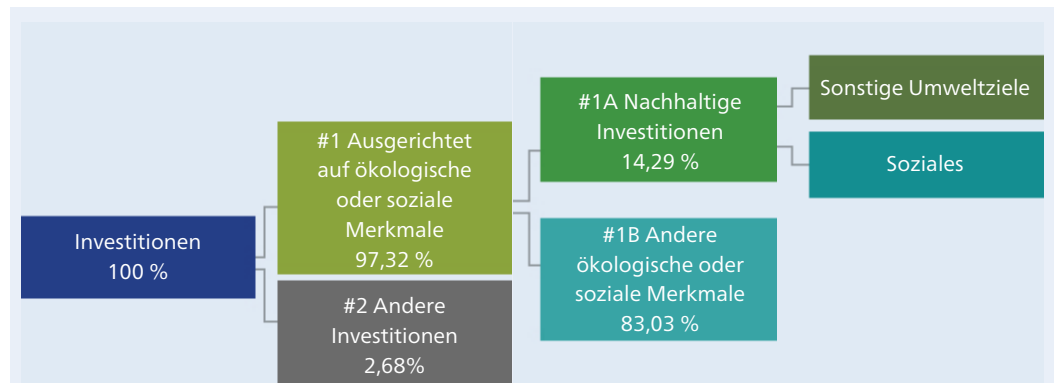 Investitionen
100 %
#1 Ausgerichtet
auf ökologische
oder soziale
Merkmale
97,32 %
#2 Andere
Investitionen
2,68%
#1A Nachhaltige
Investitionen
14,29 %
#1B Andere
ökologische oder
soziale Merkmale
83,03 %
Sonstige Umweltziele
Soziales